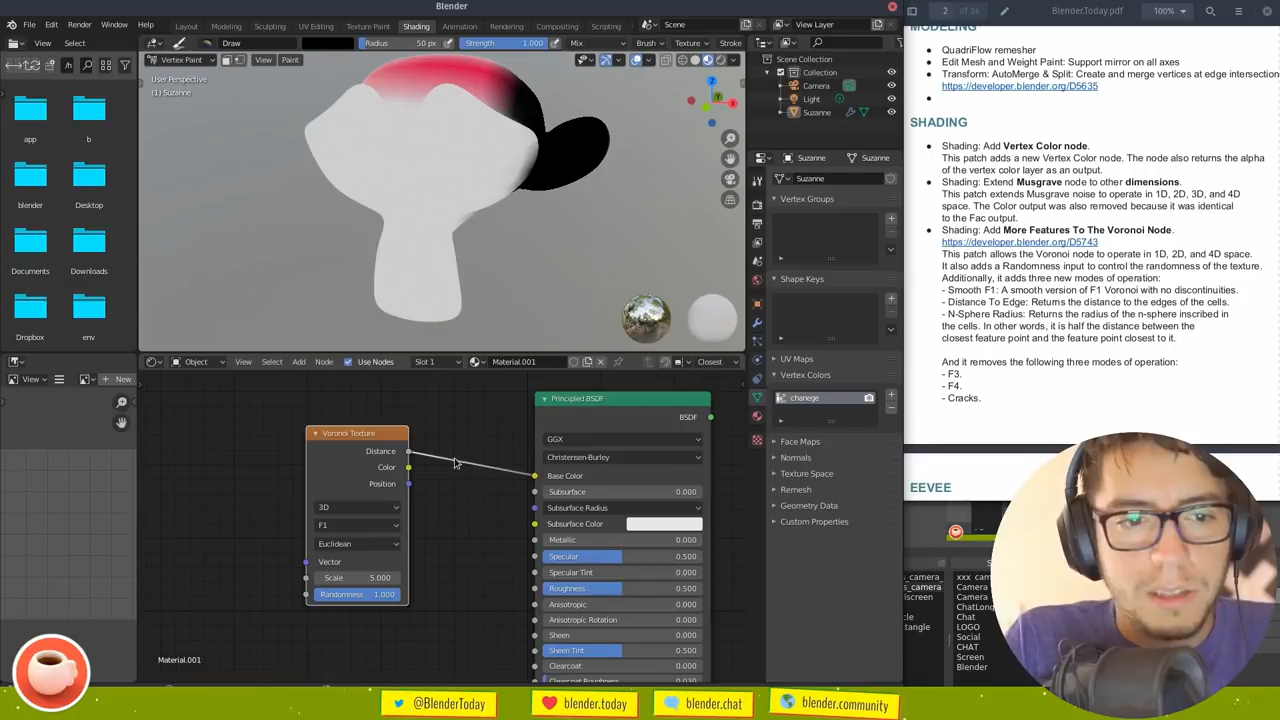 Blender
File Edit Render Window Help Layout Modeling Sculpting UV Editing Texture Paint Shading Animation Rendering Compositing Scripting Scene View Layer
View Select Draw Radius 50 px Strength 1.000 Mix Brush Texture Stroke
Vertex Paint View Paint
User Perspective
(1) Suzanne
app b
blender Desktop
Documents Downloads
Dropbox env
Scene Collection
Collection
Camera
Light
Suzanne
Suzanne Suzanne
Suzanne
Vertex Groups
Shape Keys
UV Maps
Vertex Colors
chanege
Face Maps
Normals
Texture Space
Remesh
Geometry Data
Custom Properties
Object View Select Add Node Use Nodes Slot 1 Material.001 Closest
View New
Voronoi Texture
Distance
Color
Position
3D
F1
Euclidean
Vector
Scale 5.000
Randomness 1.000
Principled BSDF
BSDF
GGX
Christensen-Burley
Base Color
Subsurface 0.000
Subsurface Radius
Subsurface Color
Metallic 0.000
Specular 0.500
Specular Tint 0.000
Roughness 0.500
Anisotropic 0.000
Anisotropic Rotation 0.000
Sheen 0.000
Sheen Tint 0.500
Clearcoat 0.000
Clearcoat Roughness 0.030
Material.001
2 of 34 Blender.Today.pdf 100%
MODELING
● QuadriFlow remesher
● Edit Mesh and Weight Paint: Support mirror on all axes
● Transform: AutoMerge & Split: Create and merge vertices at edge intersection
https://developer.blender.org/D5635
●
SHADING
● Shading: Add Vertex Color node.
This patch adds a new Vertex Color node. The node also returns the alpha
of the vertex color layer as an output.
● Shading: Extend Musgrave node to other dimensions.
This patch extends Musgrave noise to operate in 1D, 2D, 3D, and 4D
space. The Color output was also removed because it was identical
to the Fac output.
● Shading: Add More Features To The Voronoi Node.
https://developer.blender.org/D5743
This patch allows the Voronoi node to operate in 1D, 2D, and 4D space.
It also adds a Randomness input to control the randomness of the texture.
Additionally, it adds three new modes of operation:
- Smooth F1: A smooth version of F1 Voronoi with no discontinuities.
- Distance To Edge: Returns the distance to the edges of the cells.
- N-Sphere Radius: Returns the radius of the n-sphere inscribed in
the cells. In other words, it is half the distance between the
closest feature point and the feature point closest to it.
And it removes the following three modes of operation:
- F3.
- F4.
- Cracks.
EEVEE
xxx camera
Camera
ChatLong
Chat
LOGO
Social
CHAT
Screen
Blender
@BlenderToday blender.today blender.chat blender.community